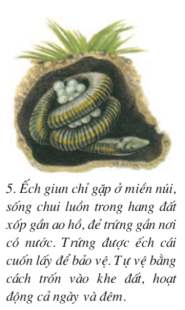 5. Ếch giun chỉ gặp ở miền núi,
sống chui luồn trong hang đất
xốp gần ao hồ, đẻ trứng gần nơi
có nước. Trứng được ếch cái
cuốn lấy để bảo vệ. Tự vệ bằng
cách trốn vào khe đất, hoạt
động cả ngày và đêm.